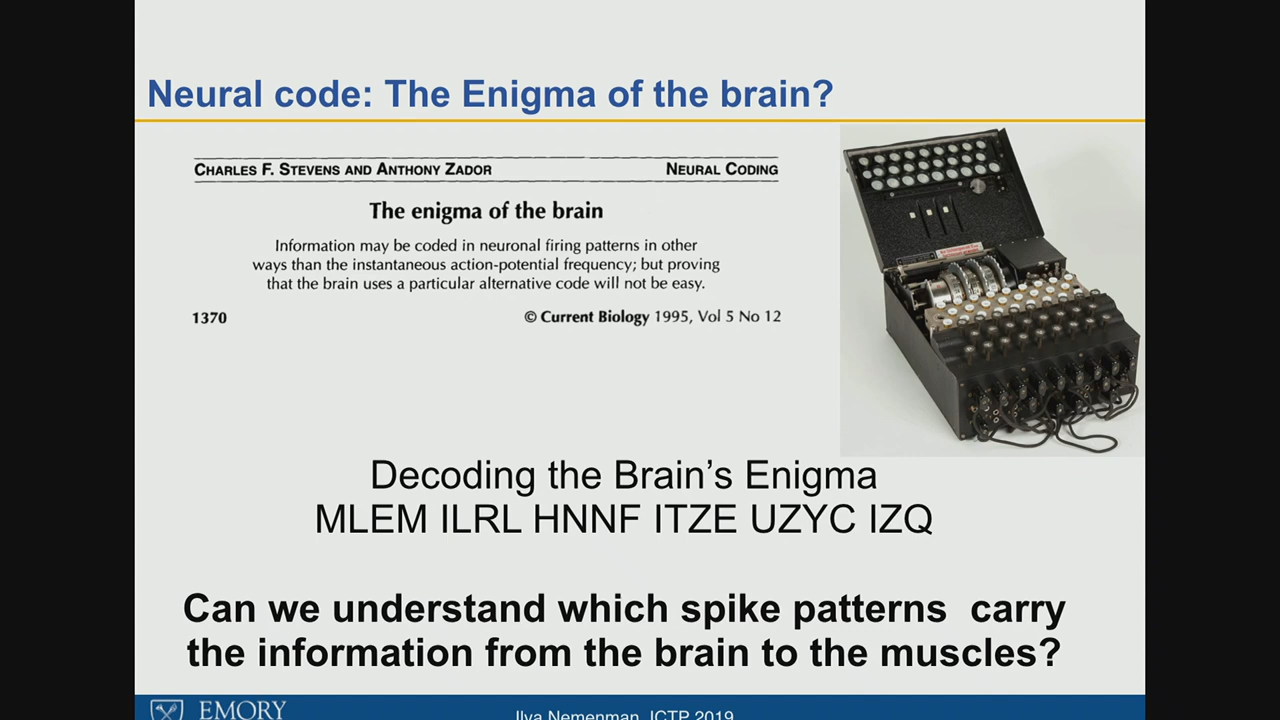 Neural code: The Enigma of the brain?
CHARLES F. STEVENS AND ANTHONY ZADOR NEURAL CODING
The enigma of the brain
Information may be coded in neuronal firing patterns in other
ways than the instantaneous action-potential frequency; but proving
that the brain uses a particular alternative code will not be easy.
1370 © Current Biology 1995, Vol 5 No 12
Decoding the Brain's Enigma
MLEM ILRL HNNF ITZE UZYC IZQ
Can we understand which spike patterns carry
the information from the brain to the muscles?
EMORY
Ilya Nemenman, ICTP 2019